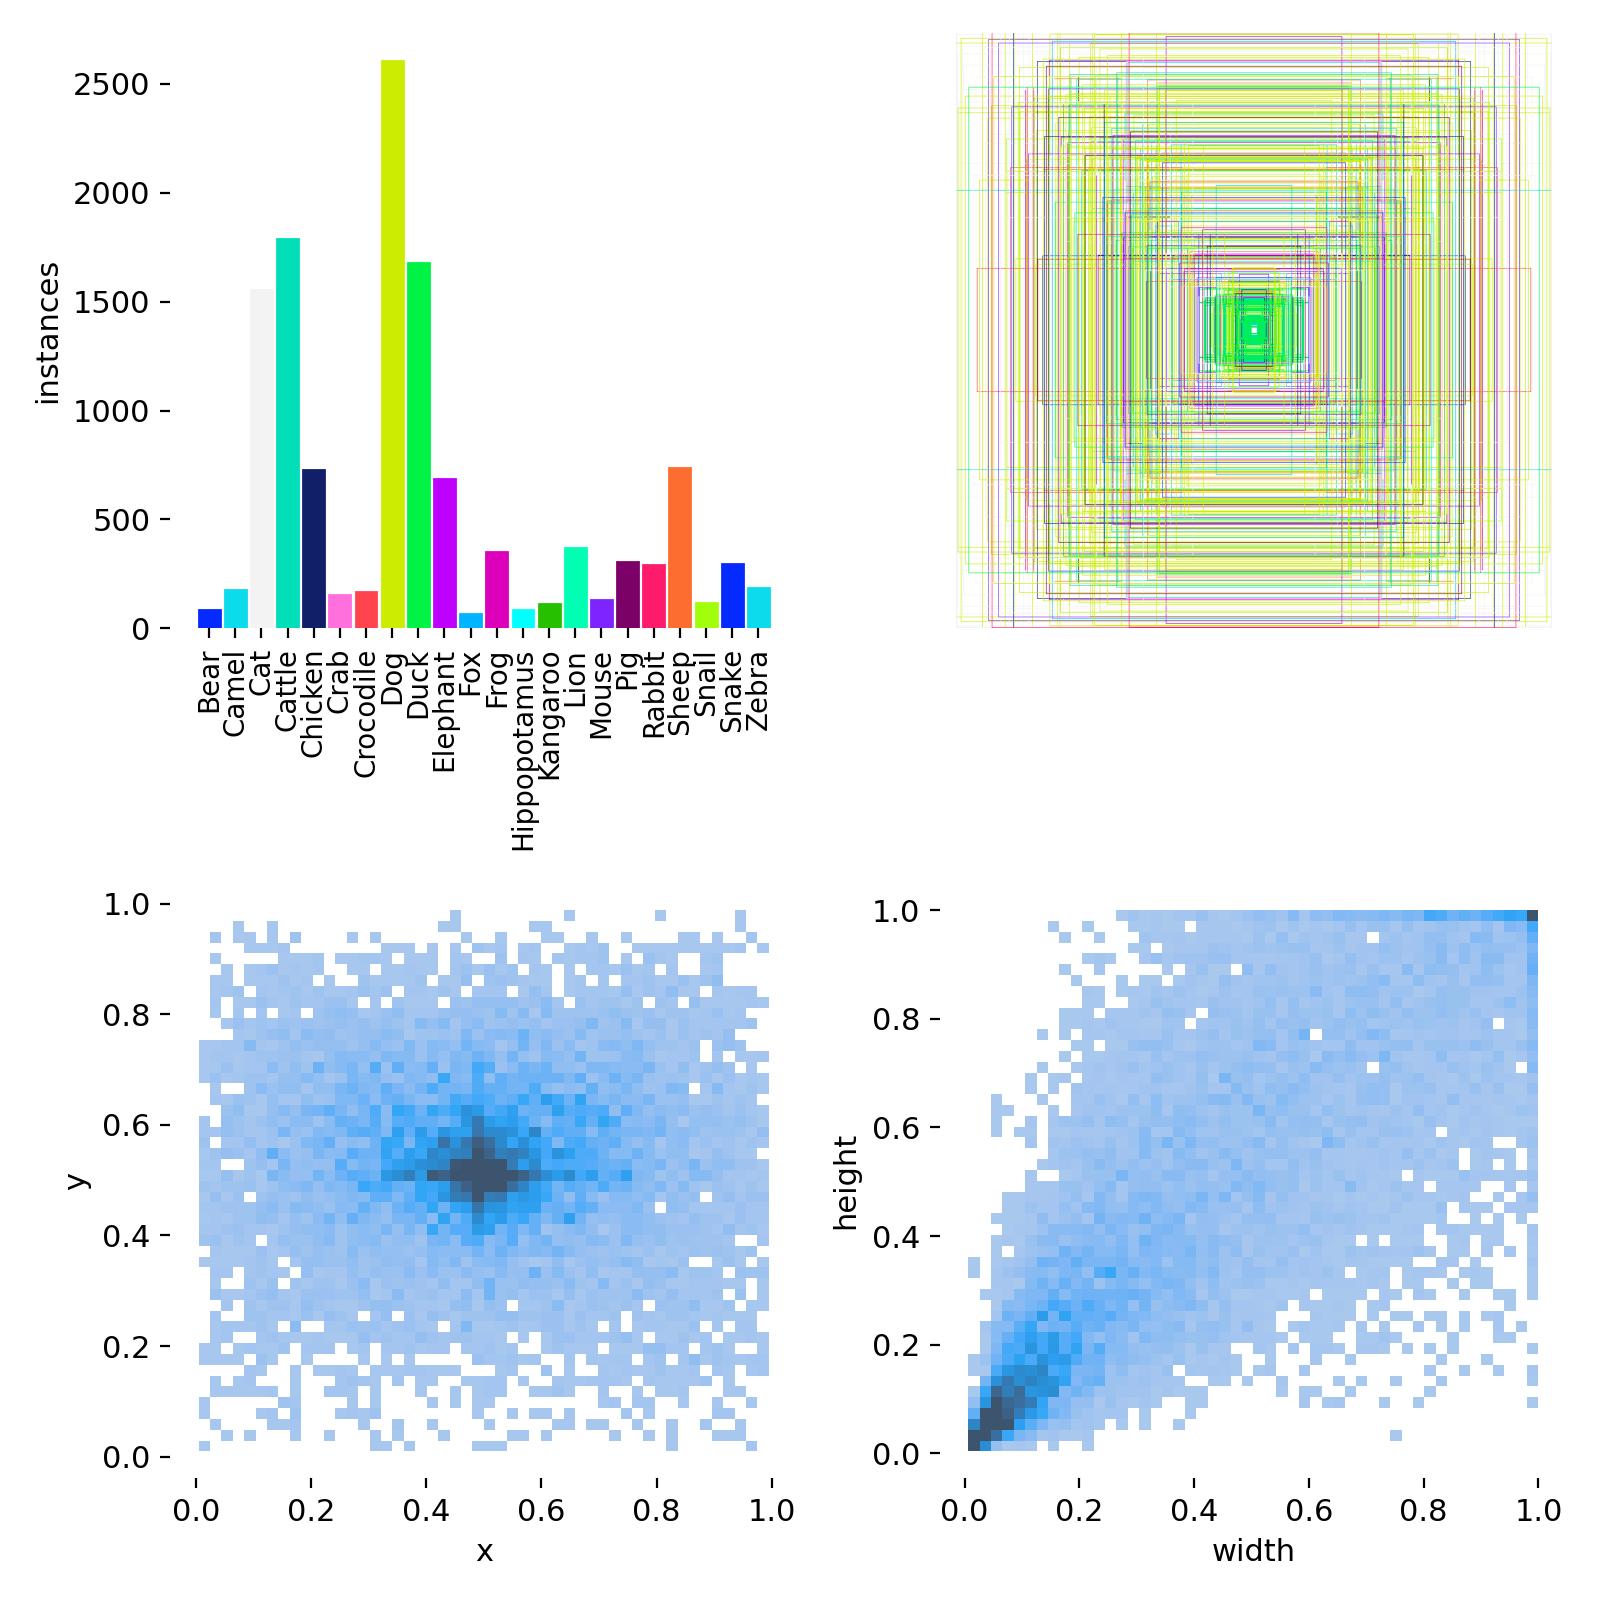 instances
2500
2000
1500
1000
500
0
Bear
Camel
Cat
Cattle
Chicken
Crab
Crocodile
Dog
Duck
Elephant
Fox
Frog
Hippopotamus
Kangaroo
Lion
Mouse
Pig
Rabbit
Sheep
Snail
Snake
Zebra
y
1.0
0.8
0.6
0.4
0.2
0.0
0.0 0.2 0.4 0.6 0.8 1.0
x
height
1.0
0.8
0.6
0.4
0.2
0.0
0.0 0.2 0.4 0.6 0.8 1.0
width